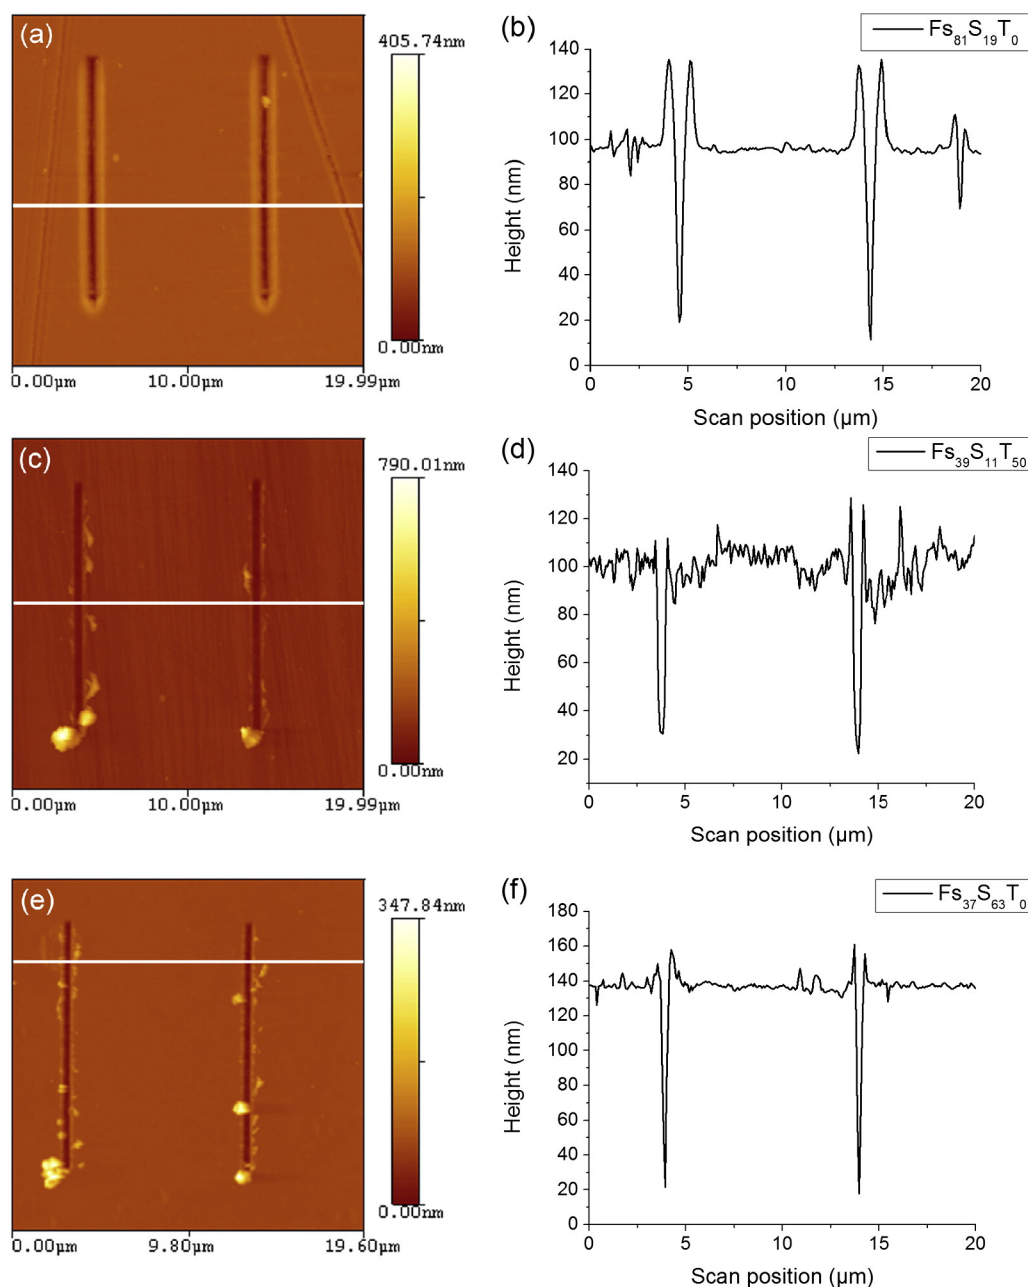 (a)
405.74nm
0.00nm
0.00µm 10.00µm 19.99µm
(b)
Fs81S19T0
140
120
100
80
60
40
20
0
Height (nm)
0 5 10 15 20
Scan position (µm)
(c)
790.01nm
0.00nm
0.00µm 10.00µm 19.99µm
(d)
Fs39S11T50
140
120
100
80
60
40
20
Height (nm)
0 5 10 15 20
Scan position (µm)
(e)
347.84nm
0.00nm
0.00µm 9.80µm 19.60µm
(f)
Fs37S63T0
180
160
140
120
100
80
60
40
20
0
Height (nm)
0 5 10 15 20
Scan position (µm)